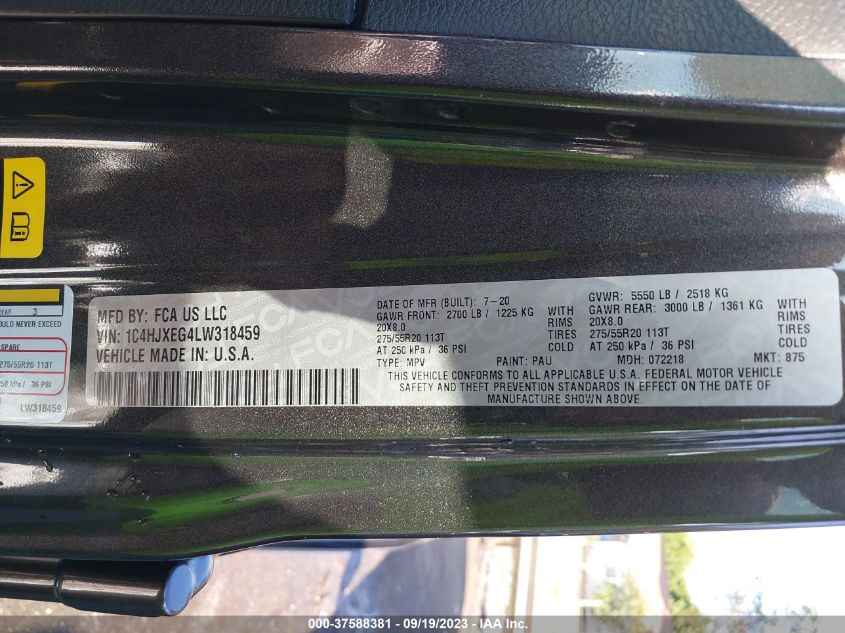 MFD BY: FCA US LLC
VIN: 1C4HJXEG4LW318459
VEHICLE MADE IN: U.S.A.
DATE OF MFR (BUILT): 7-20
GAWR FRONT: 2700 LB / 1225 KG WITH
20X8.0 RIMS
275/55R20 113T TIRES
AT 250 kPa / 36 PSI COLD
GVWR: 5550 LB / 2518 KG
GAWR REAR: 3000 LB / 1361 KG WITH
20X8.0 RIMS
275/55R20 113T TIRES
AT 250 kPa / 36 PSI COLD
TYPE: MPV PAINT: PAU MDH: 072218 MKT: 875
THIS VEHICLE CONFORMS TO ALL APPLICABLE U.S.A. FEDERAL MOTOR VEHICLE
SAFETY AND THEFT PREVENTION STANDARDS IN EFFECT ON THE DATE OF
MANUFACTURE SHOWN ABOVE.
REAR 3
NEVER EXCEED
SPARE
275/55R20 113T
kPa / 36 PSI
LW318459
000-37588381 - 09/19/2023 - IAA Inc.